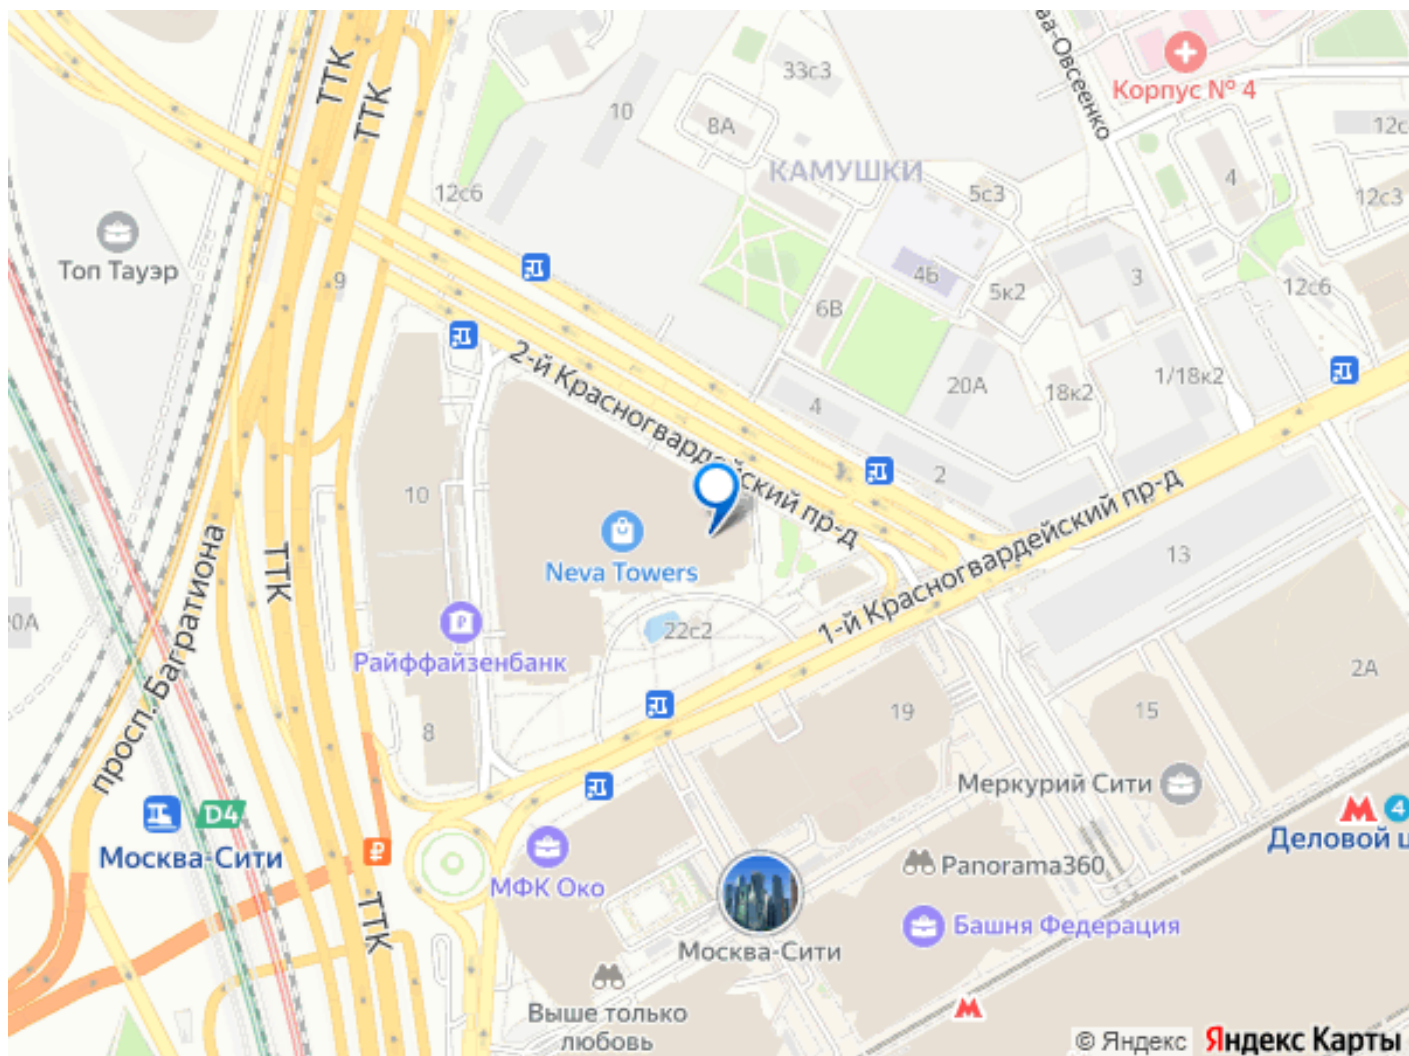 ТТК
ТТК
33с3
10
8А
КАМУШКИ
Корпус № 4
12с6
5с3
4
12с3
Топ Тауэр
9
4Б
5к2
3
12с6
6В
2-й Красногвардейский пр-д
20А
18к2
1/18к2
4
2
10
Neva Towers
1-й Красногвардейский пр-д
13
ТТК
просп. Багратиона
22с2
Райффайзенбанк
2А
19
15
8
Меркурий Сити
D4
Москва-Сити
4
МФК Око
Panorama360
Москва-Сити
Башня Федерация
ТТК
Выше только
любовь
© Яндекс Яндекс Карты